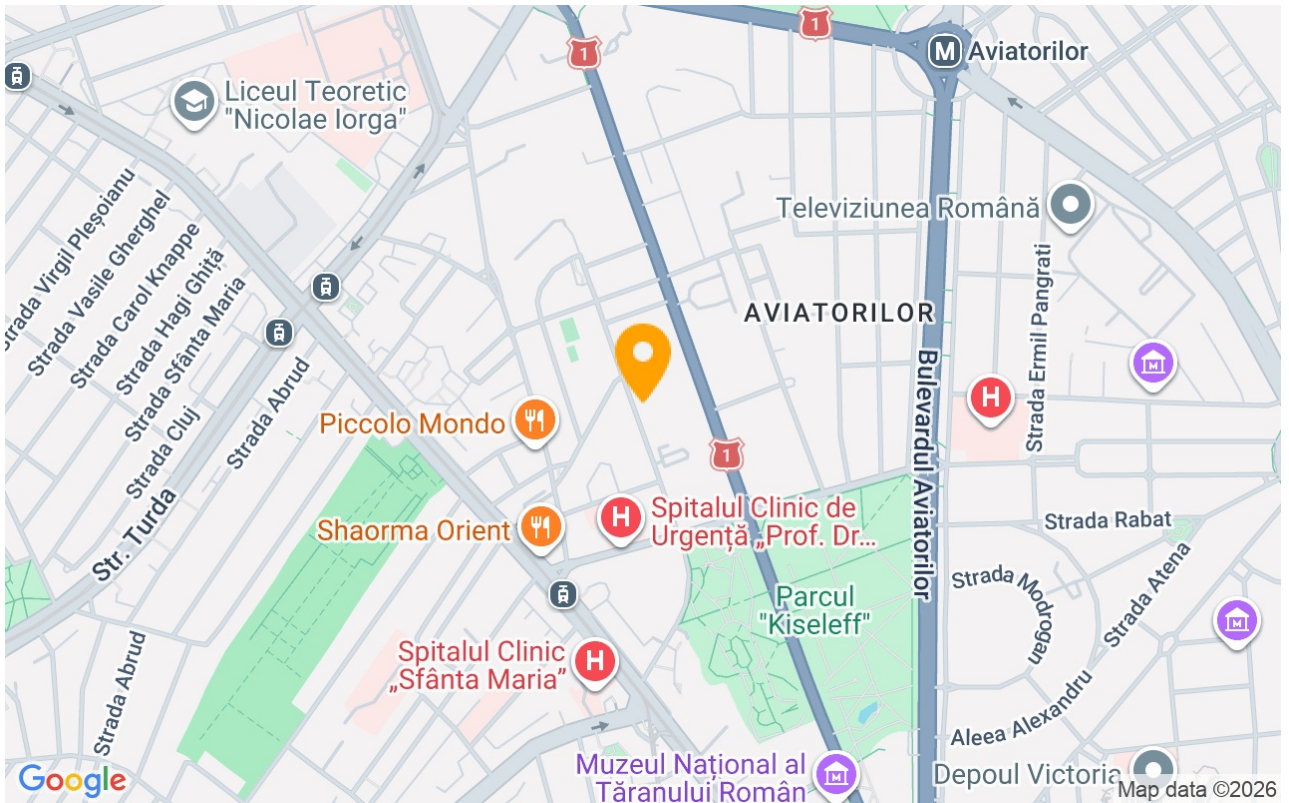 1
1
M Aviatorilor
Liceul Teoretic
"Nicolae Iorga"
Strada Virgil Pleșoianu
Strada Vasile Gherghel
Strada Carol Knappe
Strada Hagi Ghiță
Strada Sfânta Maria
Strada Cluj
Strada Abrud
Str. Turda
Strada Abrud
Televiziunea Română
Strada Ermil Pangrati
AVIATORILOR
Bulevardul Aviatorilor
M
H
Piccolo Mondo
1
Shaorma Orient
H
Spitalul Clinic de
Urgență „Prof. Dr...
Strada Rabat
Strada Atena
Strada Modrogan
Parcul
"Kiseleff"
M
Spitalul Clinic
„Sfânta Maria”
H
Aleea Alexandru
Muzeul Național al
Țăranului Român
M
Depoul Victoria
Google
Map data ©2026